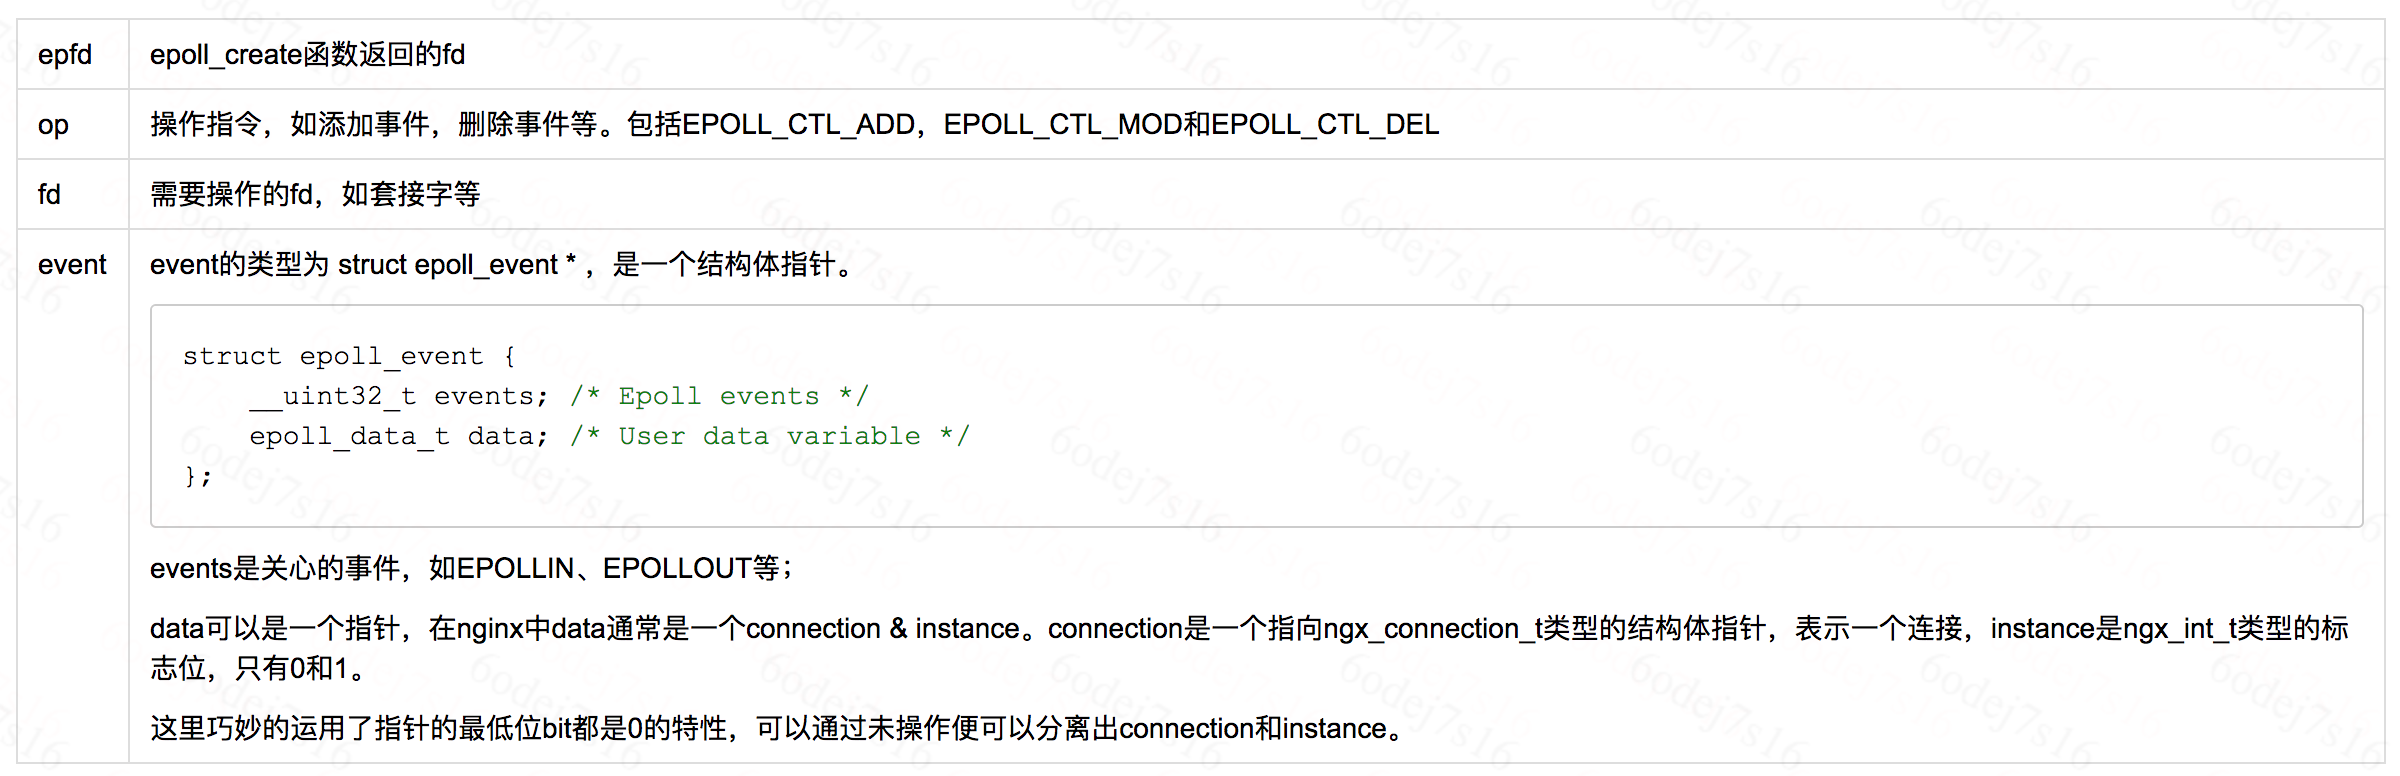 epfd
epoll_create函数返回的fd
op
操作指令，如添加事件，删除事件等。包括EPOLL_CTL_ADD，EPOLL_CTL_MOD和EPOLL_CTL_DEL
fd
需要操作的fd，如套接字等
event
event的类型为 struct epoll_event * ，是一个结构体指针。
struct epoll_event {
    __uint32_t events; /* Epoll events */
    epoll_data_t data; /* User data variable */
};
events是关心的事件，如EPOLLIN、EPOLLOUT等；
data可以是一个指针，在nginx中data通常是一个connection & instance。connection是一个指向ngx_connection_t类型的结构体指针，表示一个连接，instance是ngx_int_t类型的标
志位，只有0和1。
这里巧妙的运用了指针的最低位bit都是0的特性，可以通过未操作便可以分离出connection和instance。
6odej7s16